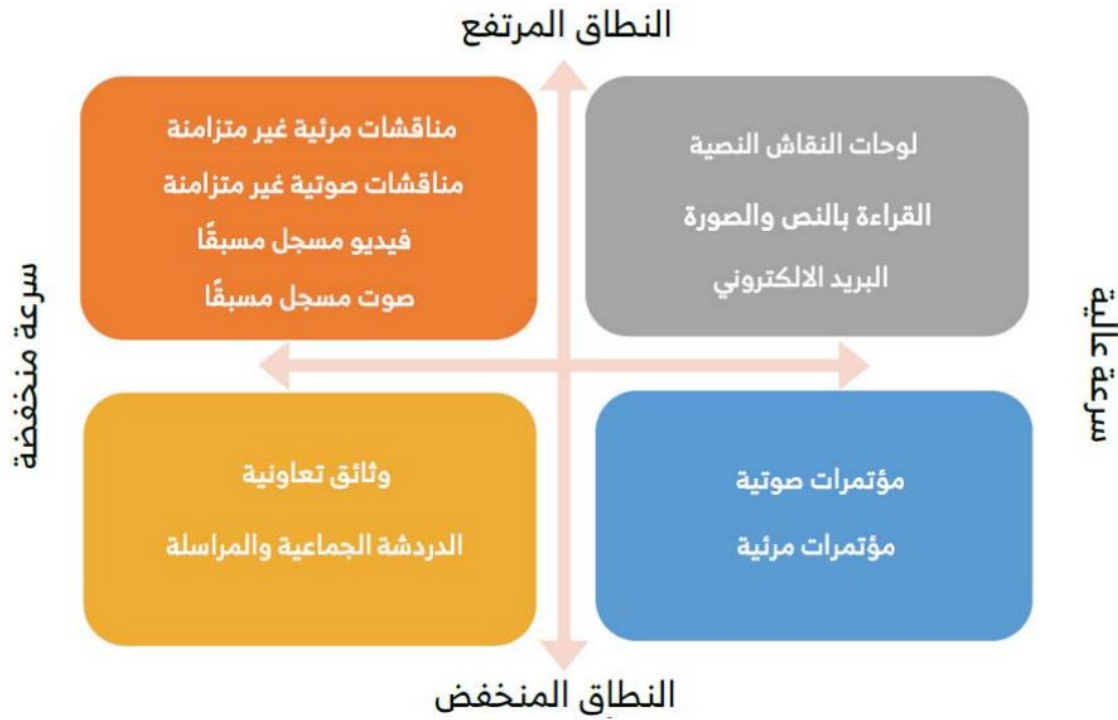 النطاق المرتفع
لوحات النقاش النصية
القراءة بالنص والصورة
البريد الالكتروني
مناقشات مرئية غير متزامنة
مناقشات صوتية غير متزامنة
فيديو مسجل مسبقًا
صوت مسجل مسبقًا
سرعة عالية
سرعة منخفضة
مؤتمرات صوتية
مؤتمرات مرئية
وثائق تعاونية
الدردشة الجماعية والمراسلة
النطاق المنخفض